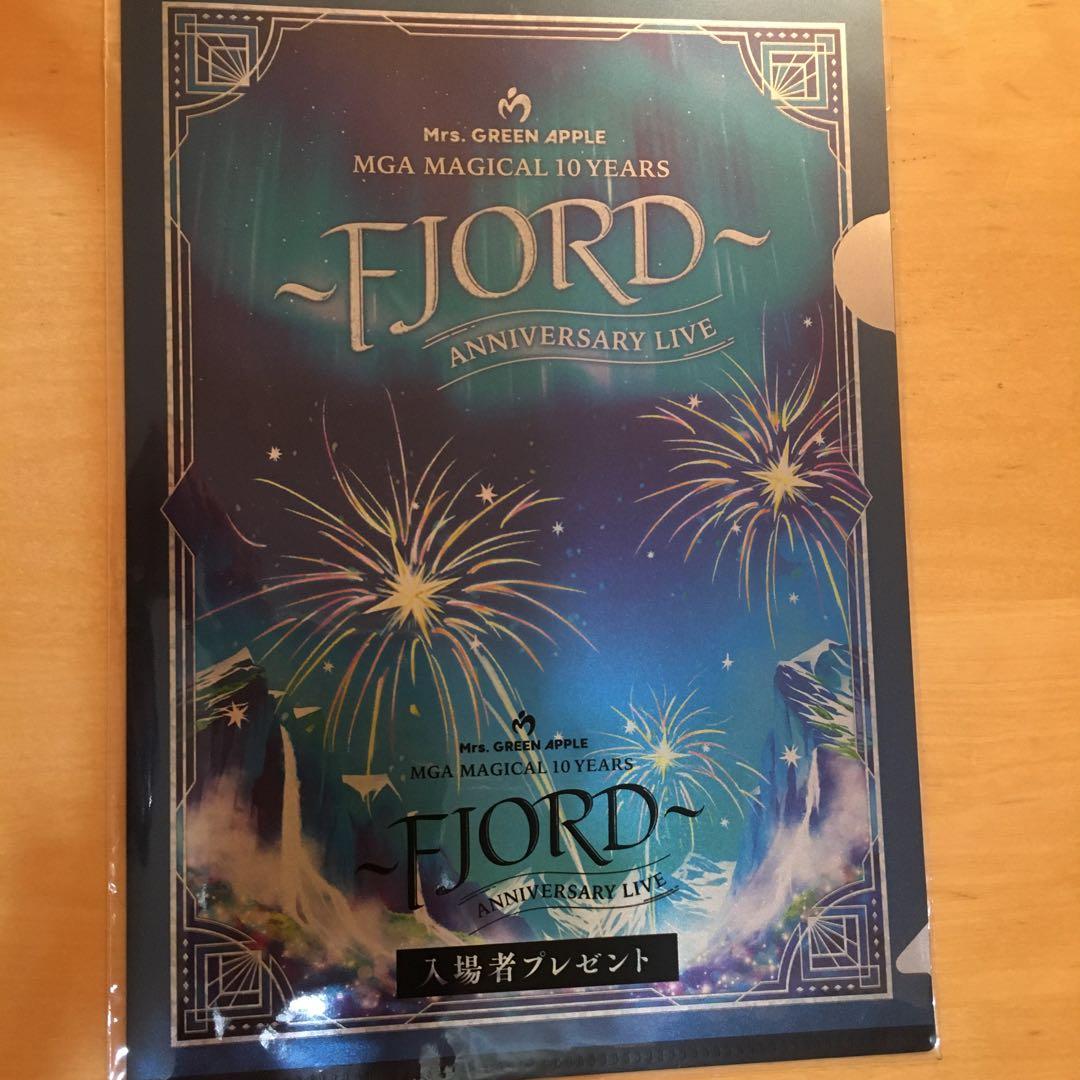 Mrs. GREEN APPLE
MGA MAGICAL 10 YEARS
~FJORD~
ANNIVERSARY LIVE
Mrs. GREEN APPLE
MGA MAGICAL 10 YEARS
~FJORD~
ANNIVERSARY LIVE
入場者プレゼント